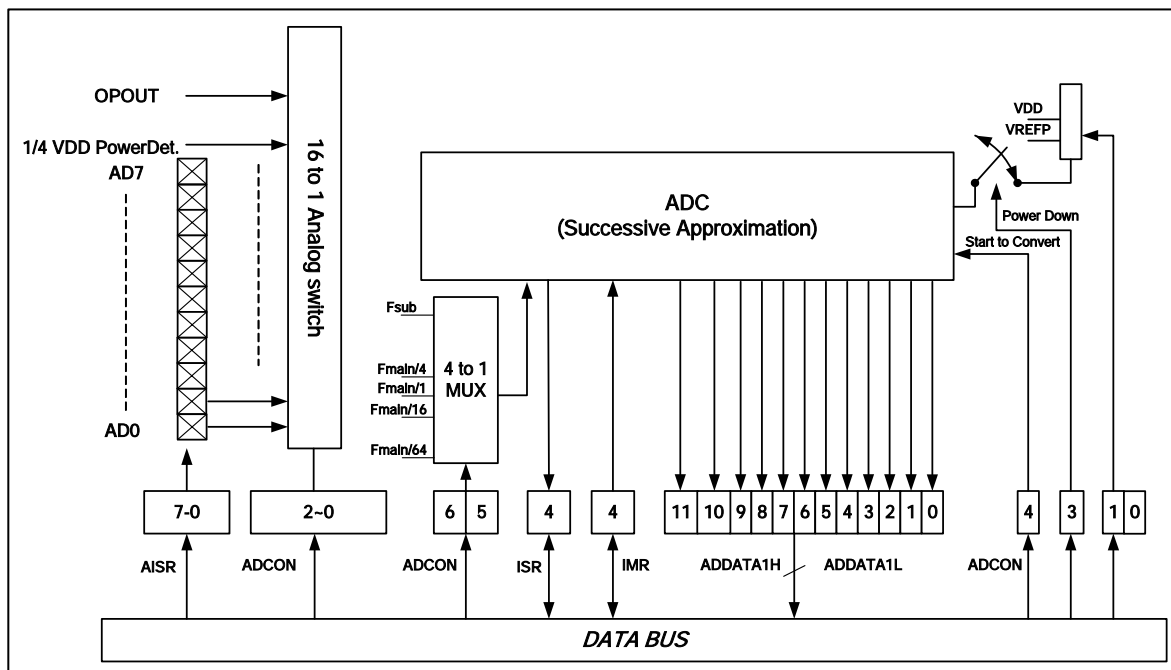 OPOUT
1/4 VDD PowerDet.
AD7
AD0
16 to 1 Analog switch
ADC
(Successive Approximation)
VDD
VREFP
Power Down
Start to Convert
Fsub
Fmain/4
Fmain/1
Fmain/16
Fmain/64
4 to 1
MUX
7-0
2~0
6 5
4
4
11 10 9 8 7 6 5 4 3 2 1 0
4
3
1 0
AISR
ADCON
ADCON
ISR
IMR
ADDATA1H
ADDATA1L
ADCON
DATA BUS